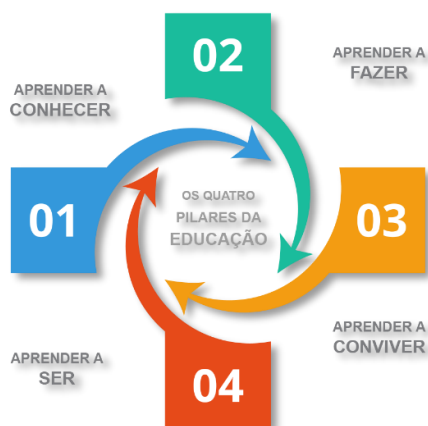 02
APRENDER A
FAZER
APRENDER A
CONHECER
01
OS QUATRO
PILARES DA
EDUCAÇÃO
03
APRENDER A
CONVIVER
APRENDER A
SER
04